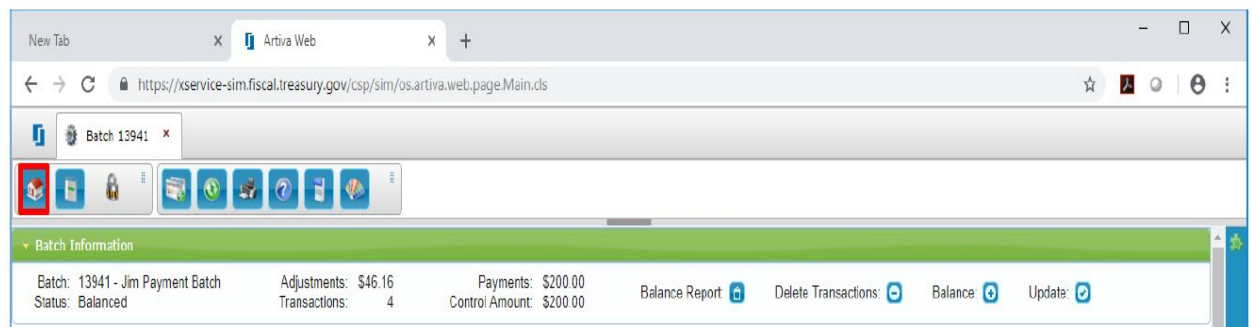 New Tab
Artiva Web
https://xservice-sim.fiscal.treasury.gov/csp/sim/os.artiva.web.page.Main.cls
Batch 13941
Batch Information
Batch: 13941 - Jim Payment Batch Adjustments: $46.16 Payments: $200.00
Status: Balanced Transactions: 4 Control Amount: $200.00
Balance Report: Delete Transactions: Balance: Update: